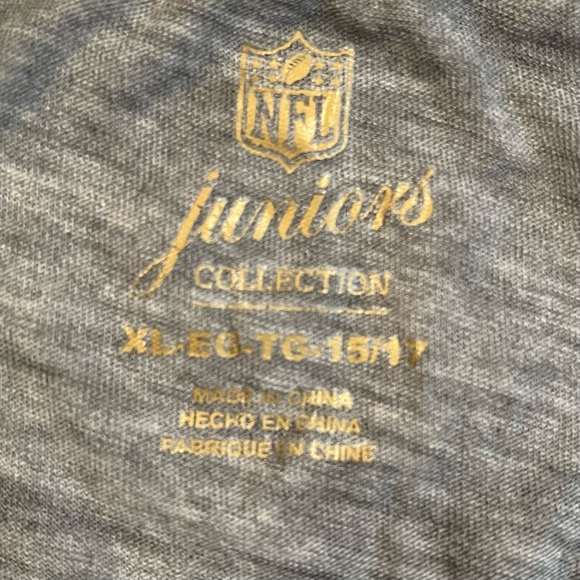 NFL
juniors
COLLECTION
XL-EG-TG-15/17
MADE IN CHINA
HECHO EN CHINA
FABRIQUÉ EN CHINE